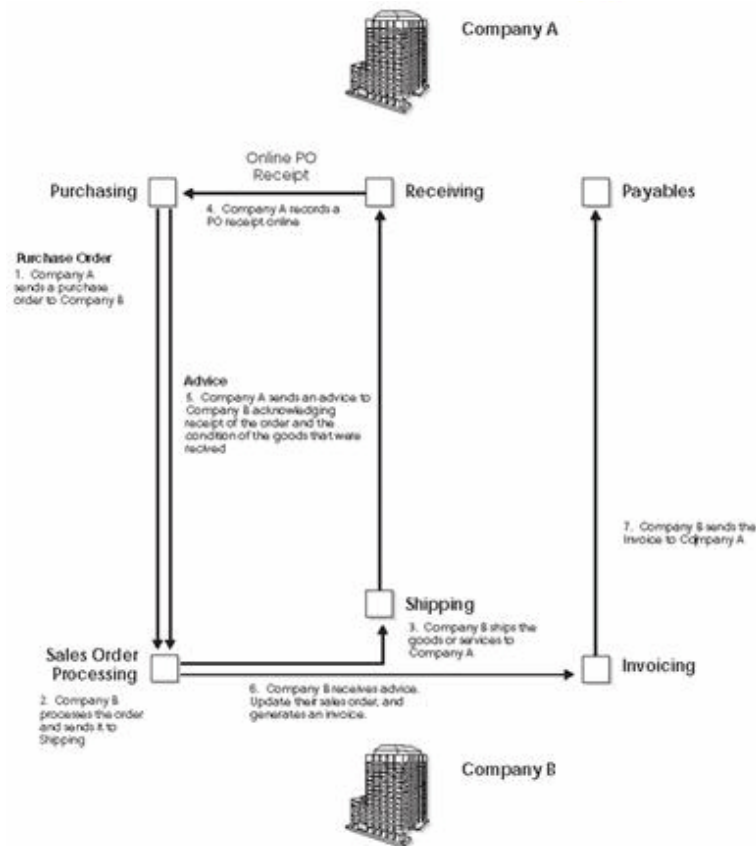 Company A
Online PO
Receipt
Purchasing
Receiving
Payables
4. Company A records a
PO receipt online
Purchase Order
1. Company A
sends a purchase
order to Company B
Advice
5. Company A sends an advice to
Company B acknowledging
receipt of the order and the
condition of the goods that were
recived
7. Company B sends the
Invoice to Company A
Shipping
3. Company B ships the
goods or services to
Company A
Sales Order
Processing
Invoicing
2. Company B
processes the order
and sends it to
Shipping
6. Company B receives advice.
Update their sales order, and
generates an invoice.
Company B